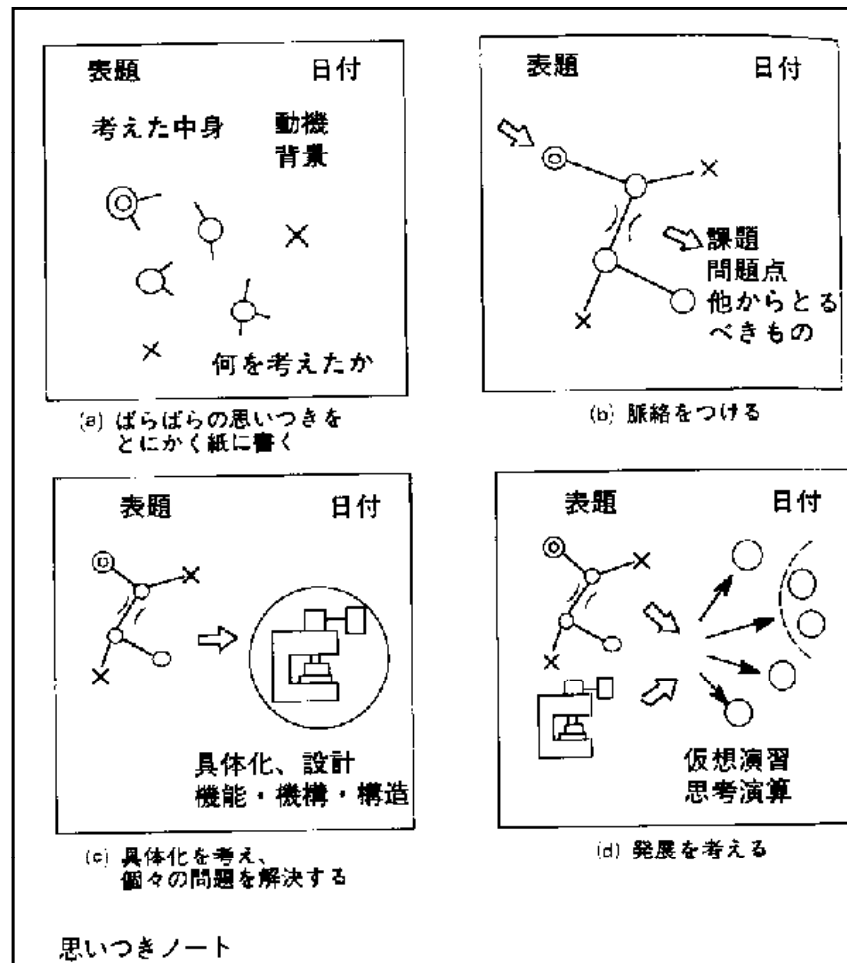 表題 日付
考えた中身 動機
背景
何を考えたか
(a) ばらばらの思いつきを
とにかく紙に書く
表題 日付
課題
問題点
他からとる
べきもの
(b) 脈絡をつける
表題 日付
具体化、設計
機能・機構・構造
(c) 具体化を考え、
個々の問題を解決する
表題 日付
仮想演習
思考演算
(d) 発展を考える
思いつきノート